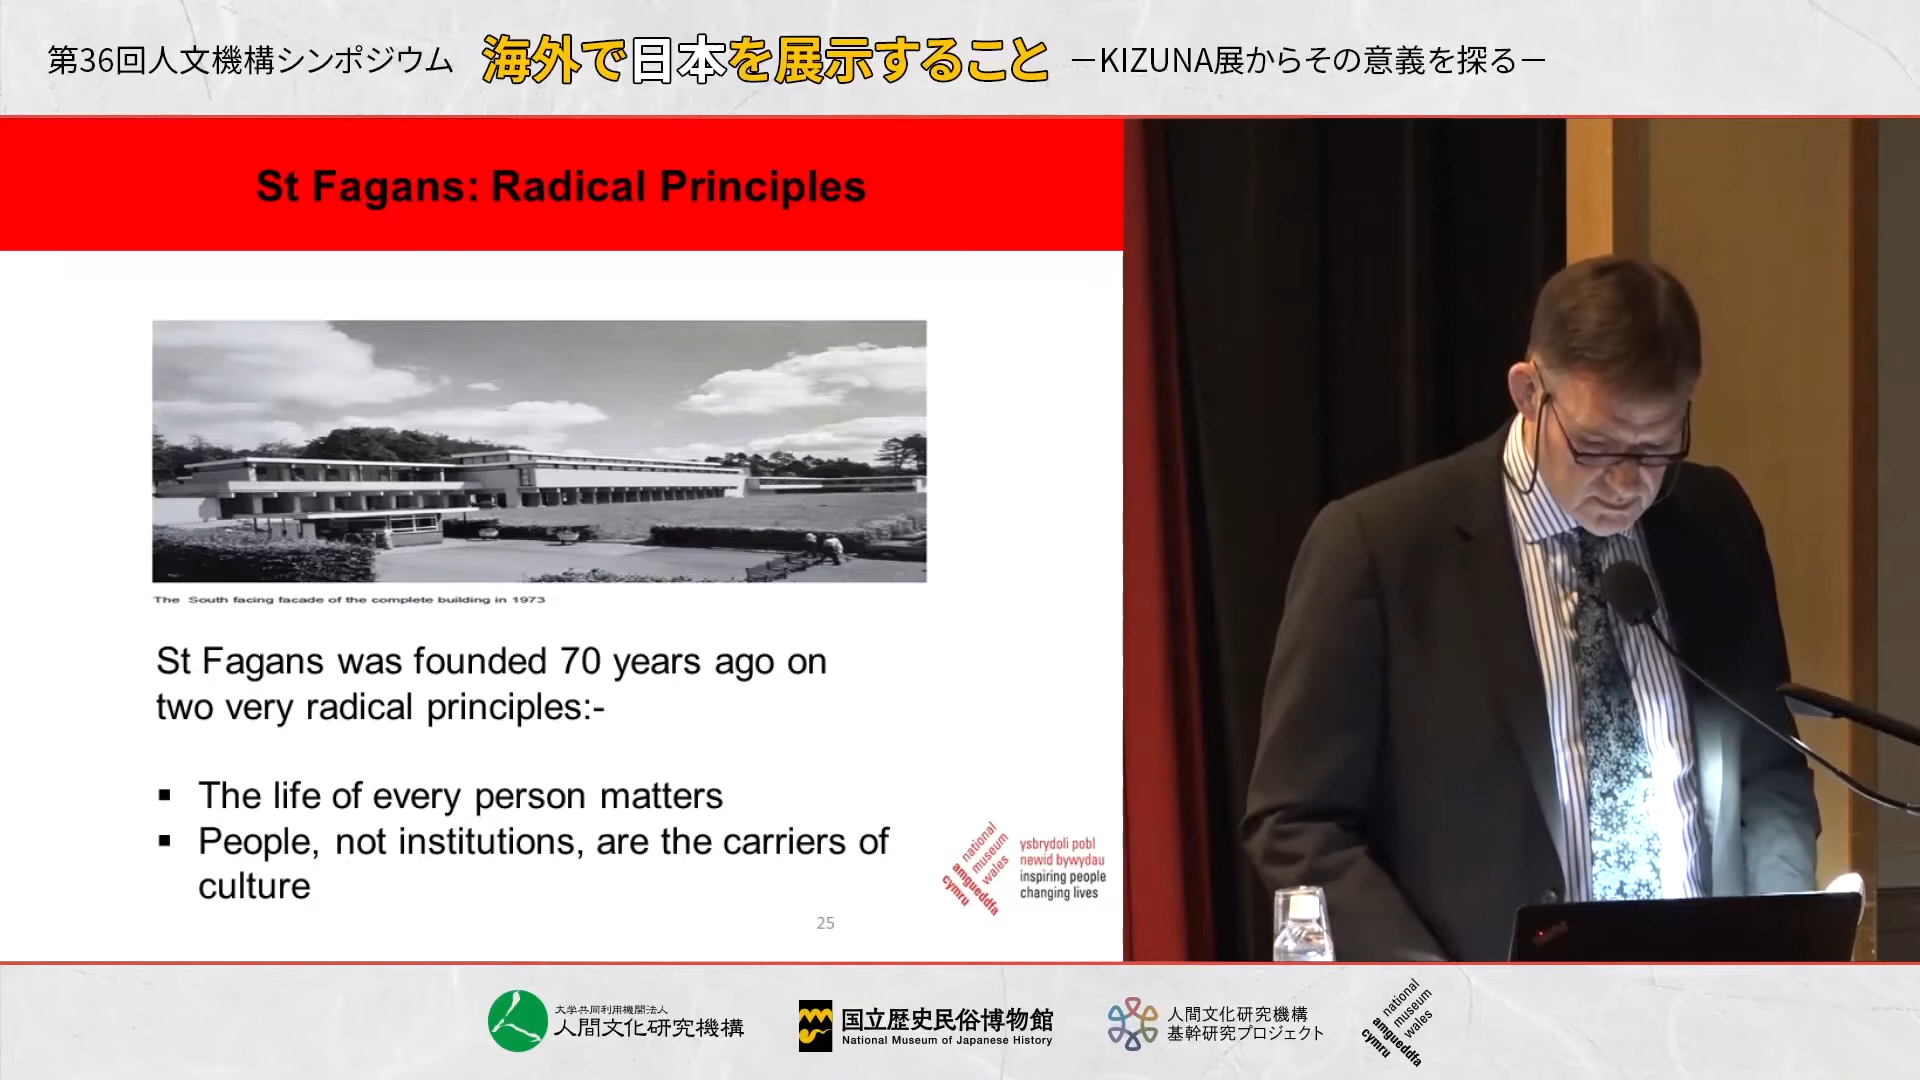 第36回人文機構シンポジウム 海外で日本を展示すること ―KIZUNA展からその意義を探る―
St Fagans: Radical Principles
The South facing facade of the complete building in 1973
St Fagans was founded 70 years ago on
two very radical principles:-
▪ The life of every person matters
▪ People, not institutions, are the carriers of
culture
national
museum
wales
amgueddfa
cymru
ysbrydoli pobl
newid bywydau
inspiring people
changing lives
25
大学共同利用機関法人
人間文化研究機構
国立歴史民俗博物館
National Museum of Japanese History
人間文化研究機構
基幹研究プロジェクト
national
museum
wales
amgueddfa
cymru